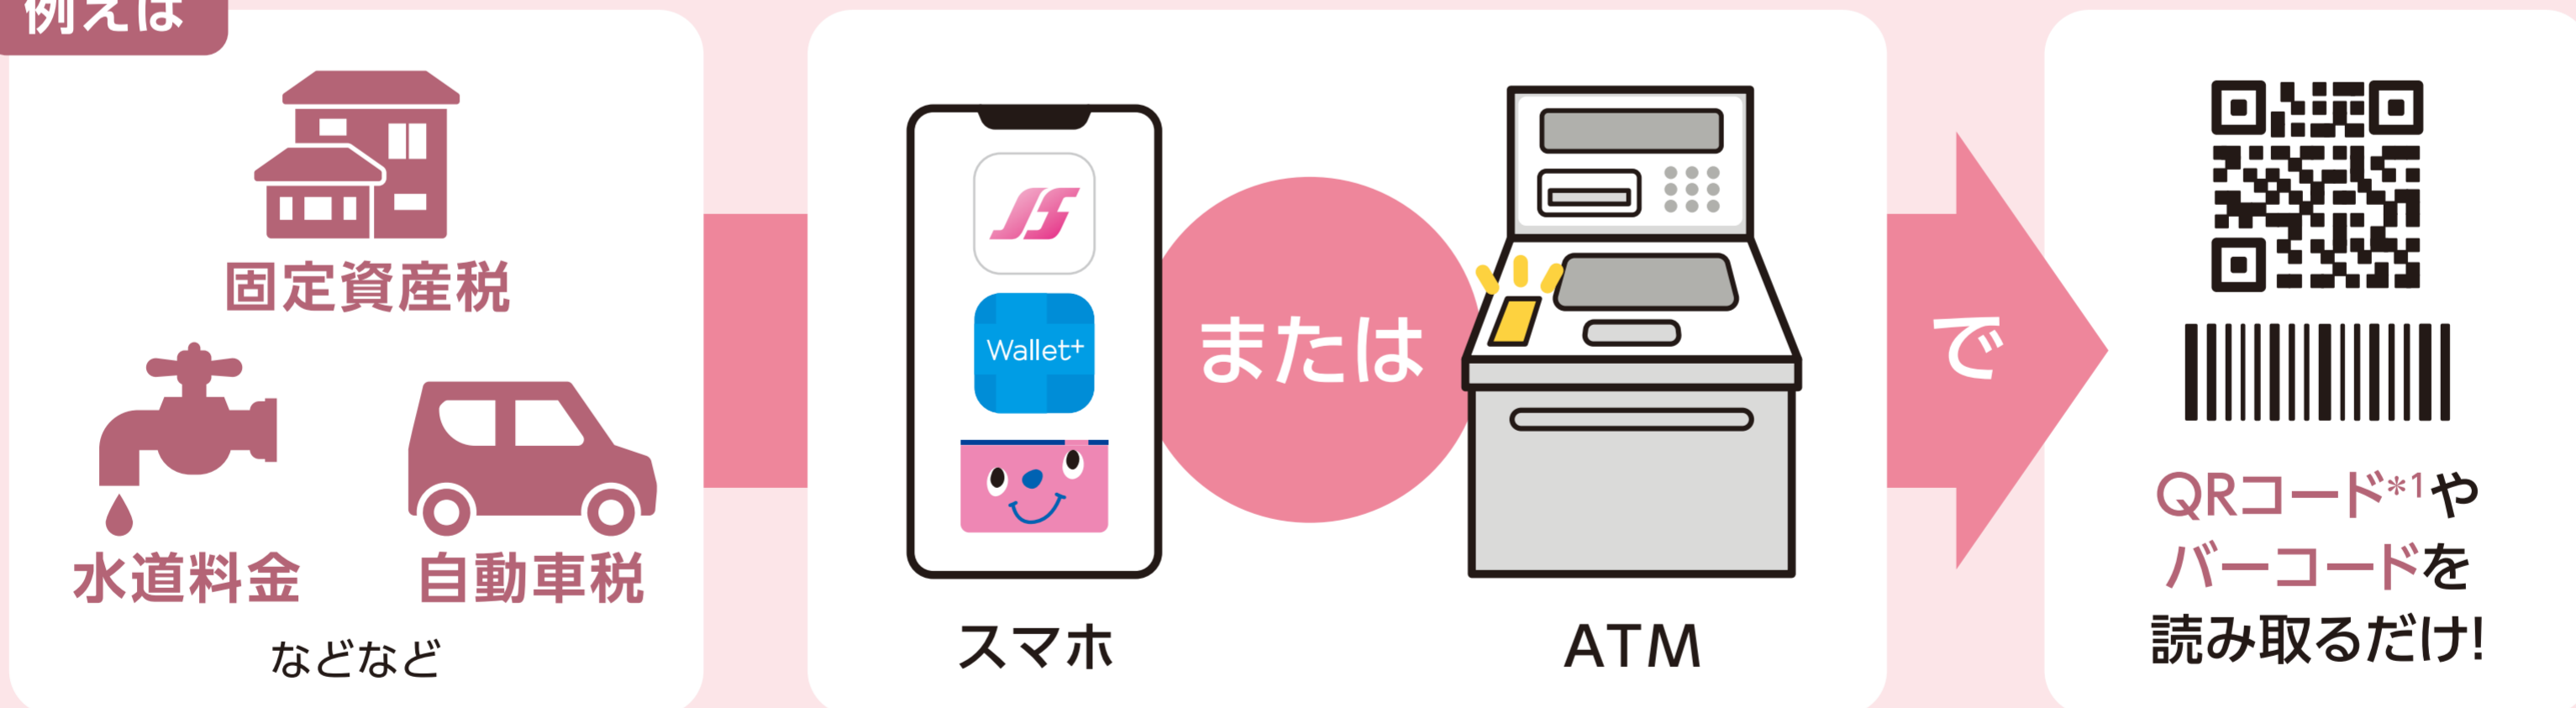 例えば
固定資産税
水道料金
自動車税
などなど
Wallet+
または
スマホ
ATM
で
QRコード*1や
バーコードを
読み取るだけ!